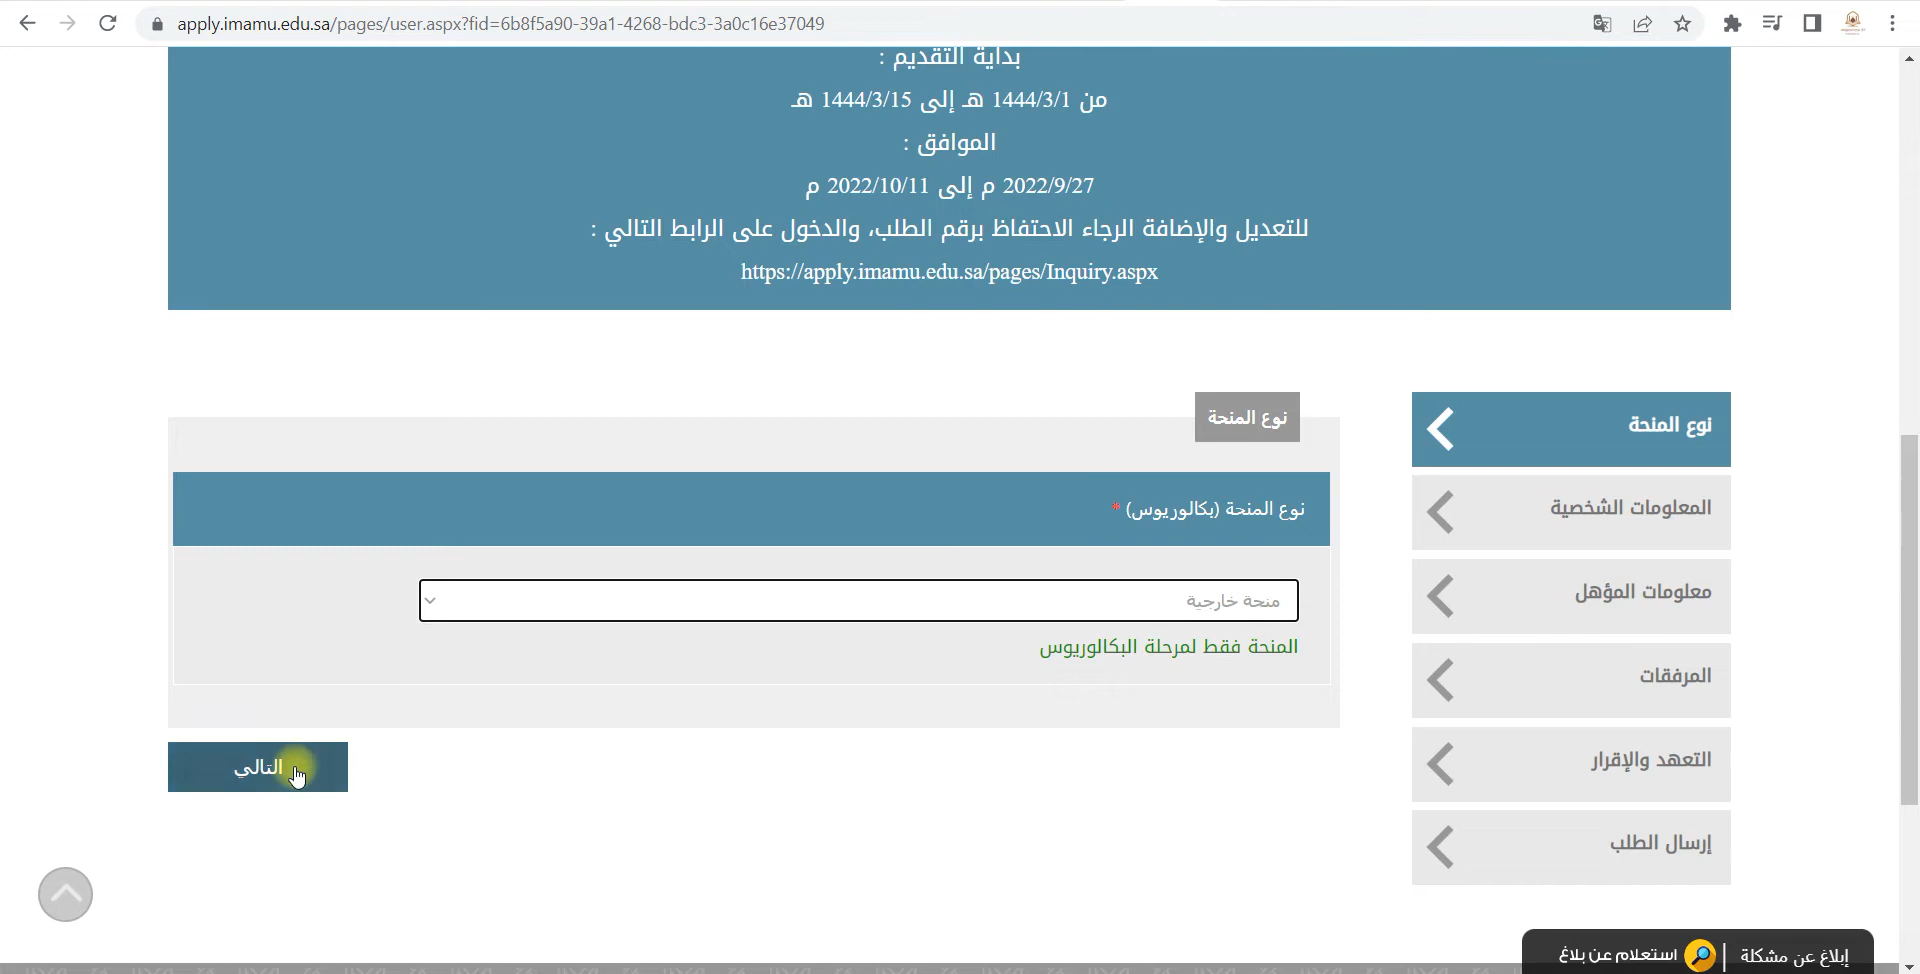 apply.imamu.edu.sa/pages/user.aspx?fid=6b8f5a90-39a1-4268-bdc3-3a0c16e37049
بداية التقديم :
من 1444/3/1 هـ إلى 1444/3/15 هـ
الموافق :
2022/9/27 م إلى 2022/10/11 م
للتعديل والإضافة الرجاء الاحتفاظ برقم الطلب، والدخول على الرابط التالي :
https://apply.imamu.edu.sa/pages/Inquiry.aspx
نوع المنحة
المعلومات الشخصية
معلومات المؤهل
المرفقات
التعهد والإقرار
إرسال الطلب
نوع المنحة
نوع المنحة (بكالوريوس) *
منحة خارجية
المنحة فقط لمرحلة البكالوريوس
التالي
إبلاغ عن مشكلة | استعلام عن بلاغ